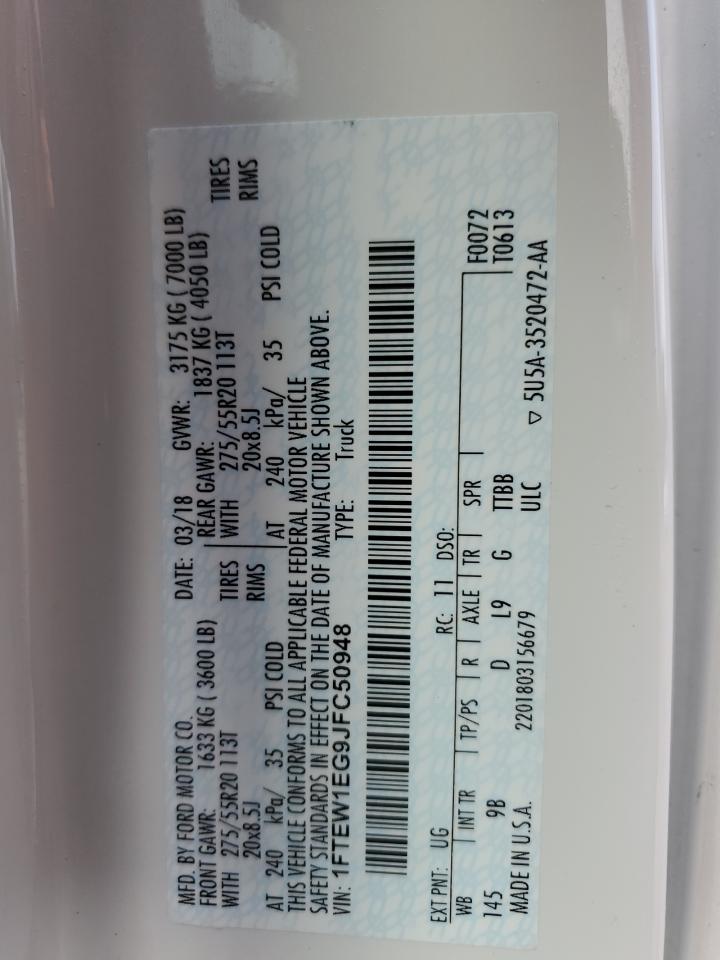 MFD. BY FORD MOTOR CO. DATE: 03/18 GVWR: 3175 KG ( 7000 LB)
FRONT GAWR: 1633 KG ( 3600 LB) REAR GAWR: 1837 KG ( 4050 LB)
WITH 275/55R20 113T TIRES WITH 275/55R20 113T TIRES
20x8.5J RIMS 20x8.5J RIMS
AT 240 kPa/ 35 PSI COLD AT 240 kPa/ 35 PSI COLD
THIS VEHICLE CONFORMS TO ALL APPLICABLE FEDERAL MOTOR VEHICLE
SAFETY STANDARDS IN EFFECT ON THE DATE OF MANUFACTURE SHOWN ABOVE.
VIN: 1FTEW1EG9JFC50948 TYPE: Truck
EXT PNT: UG RC: 11 DSO:
WB INT TR TP/PS R AXLE TR SPR F0072
145 9B D L9 G TTBB T0613
MADE IN U.S.A. 2201803156679 ULC ▽ 5U5A-3520472-AA